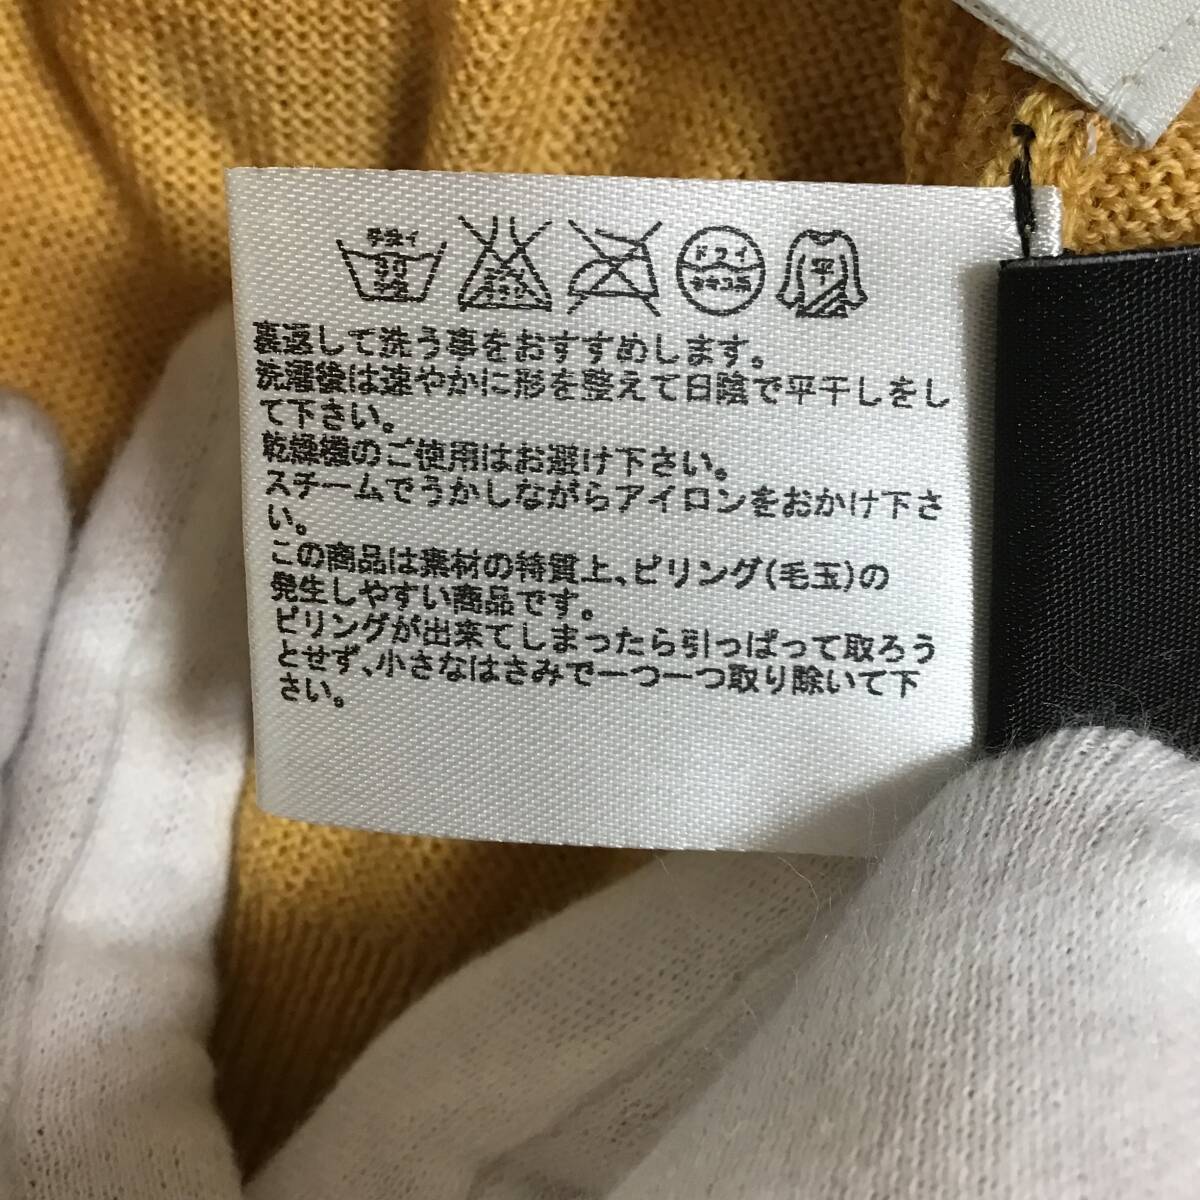 手洗イ
30
中性
エンソ
サラシ
ドライ
セキユ系
平
裏返して洗う事をおすすめします。
洗濯後は速やかに形を整えて日陰で平干しをし
て下さい。
乾燥機のご使用はお避け下さい。
スチームでうかしながらアイロンをおかけ下さ
い。
この商品は素材の特質上、ピリング(毛玉)の
発生しやすい商品です。
ピリングが出来てしまったら引っぱって取ろう
とせず、小さなはさみで一つ一つ取り除いて下
さい。